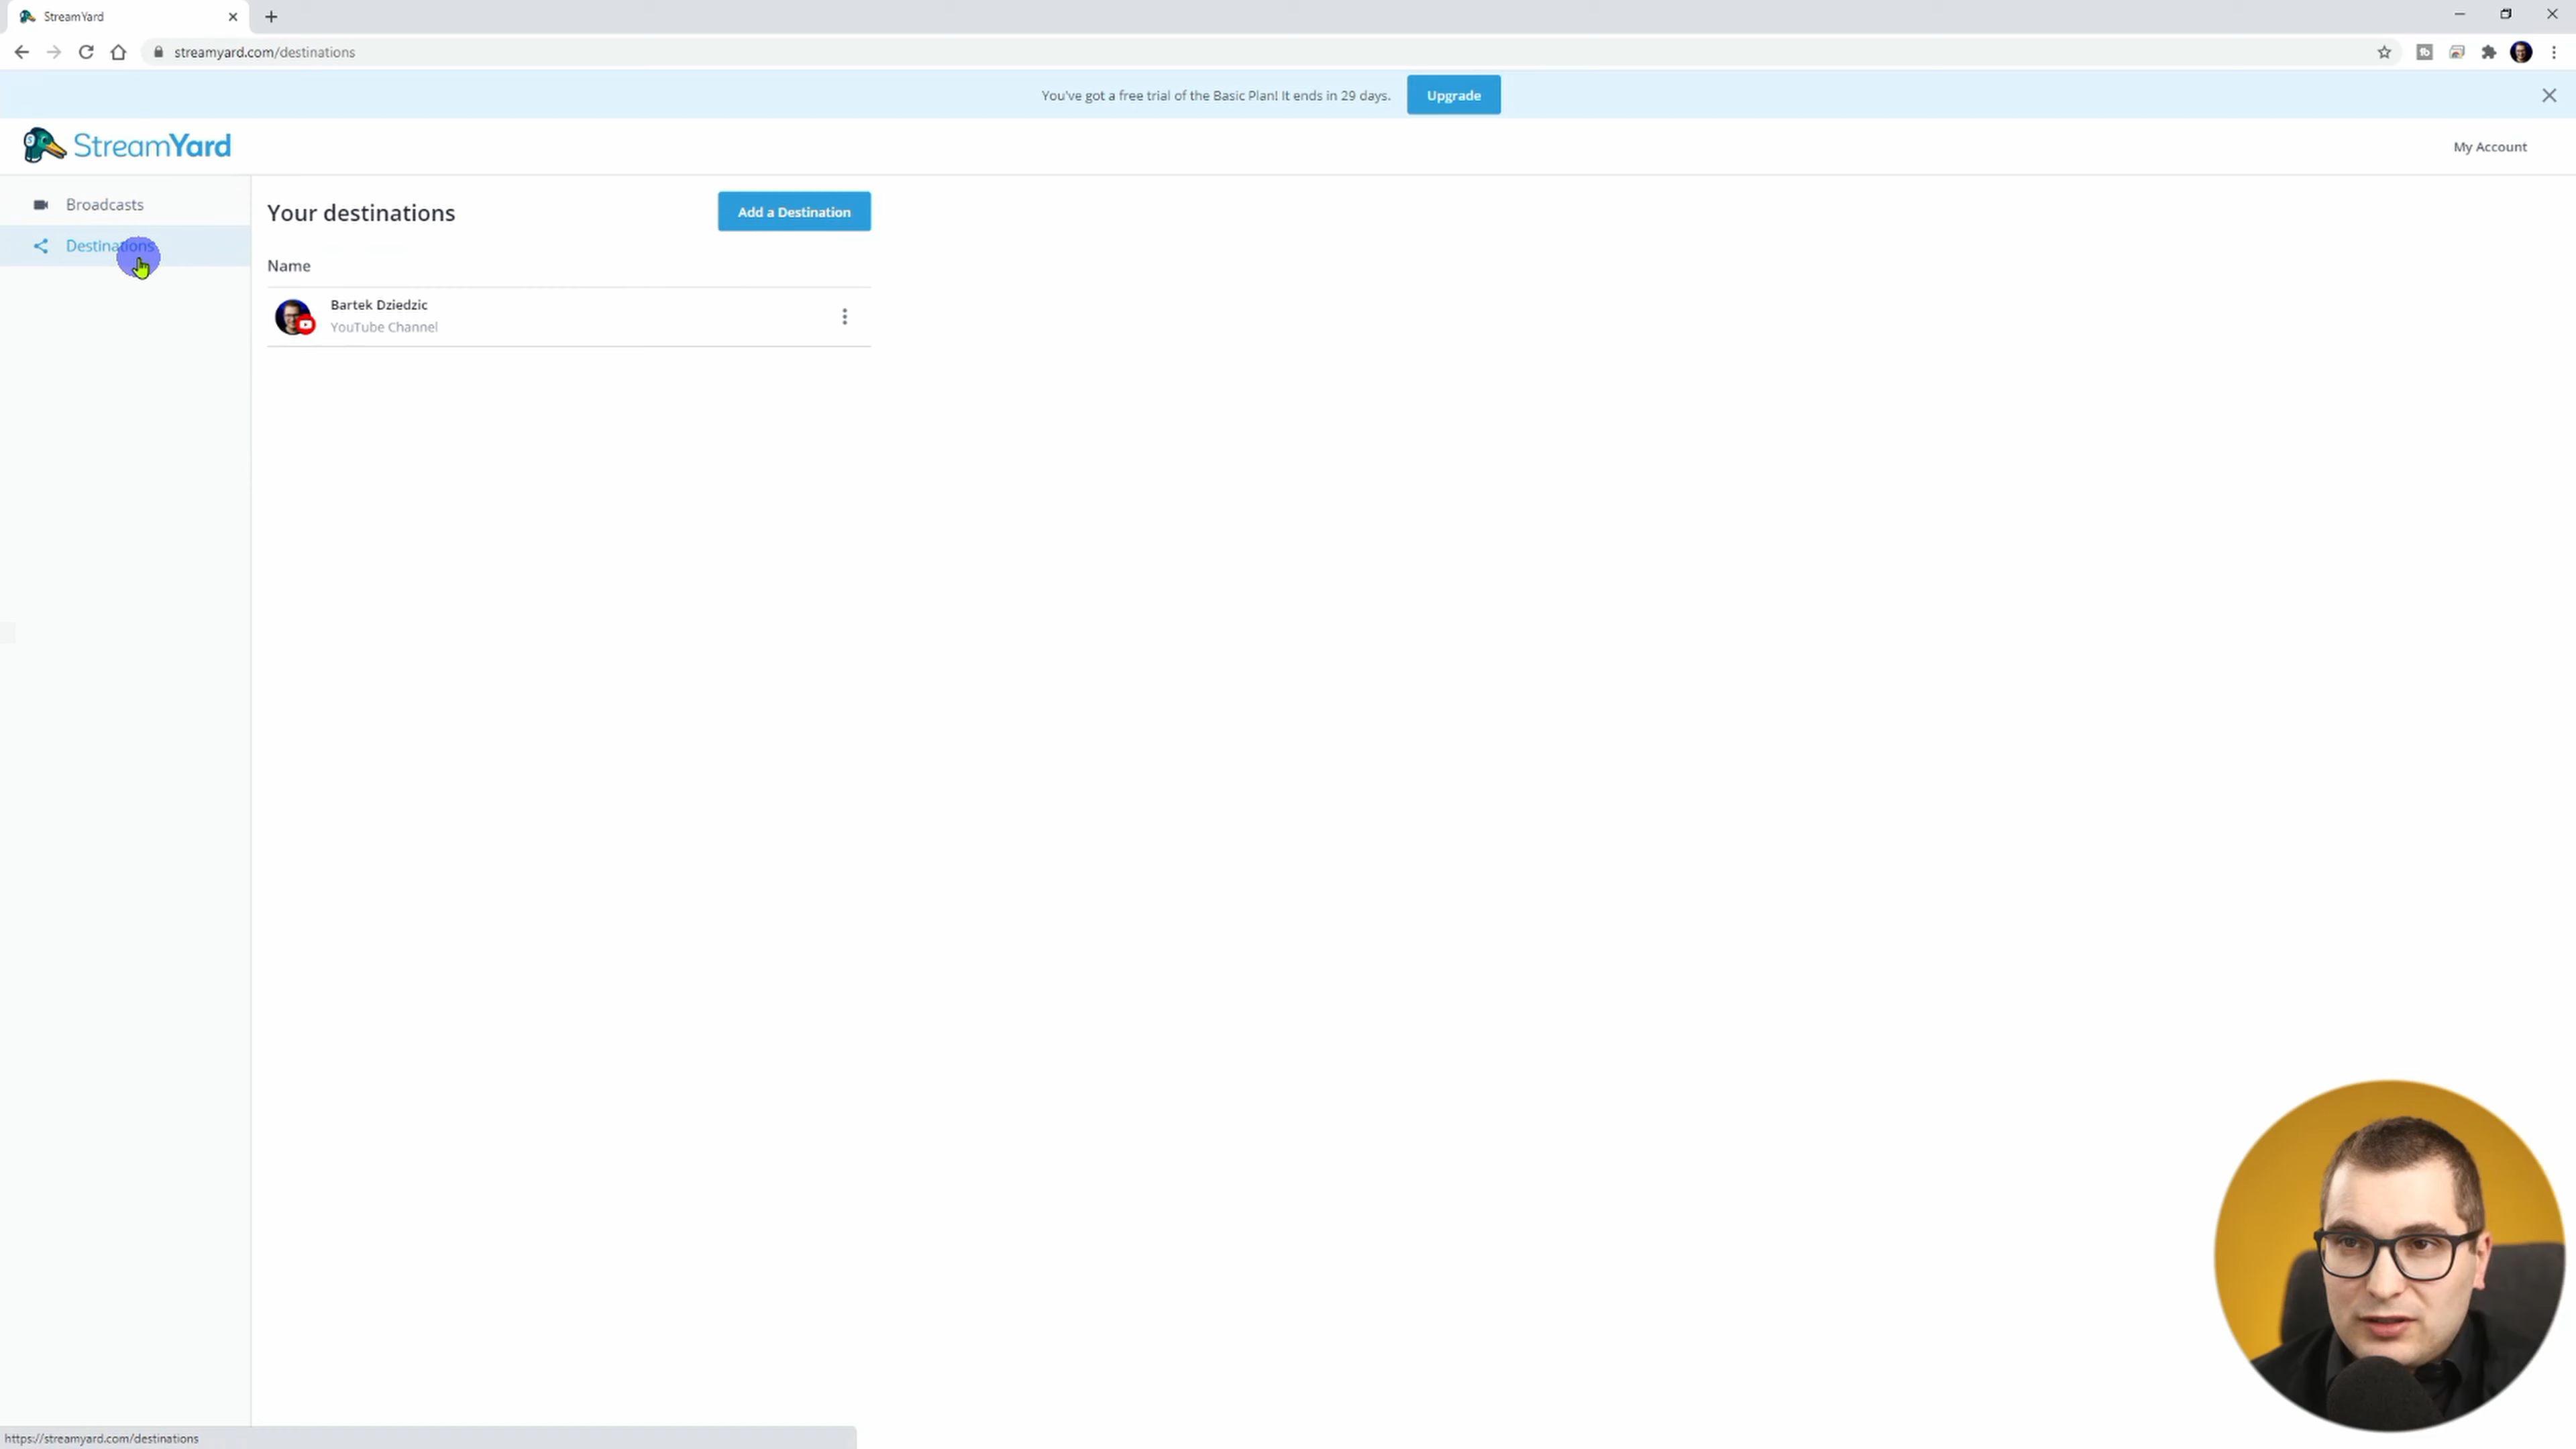 StreamYard
streamyard.com/destinations
You've got a free trial of the Basic Plan! It ends in 29 days.
Upgrade
StreamYard
My Account
Broadcasts
Destinations
Your destinations
Add a Destination
Name
Bartek Dziedzic
YouTube Channel
https://streamyard.com/destinations